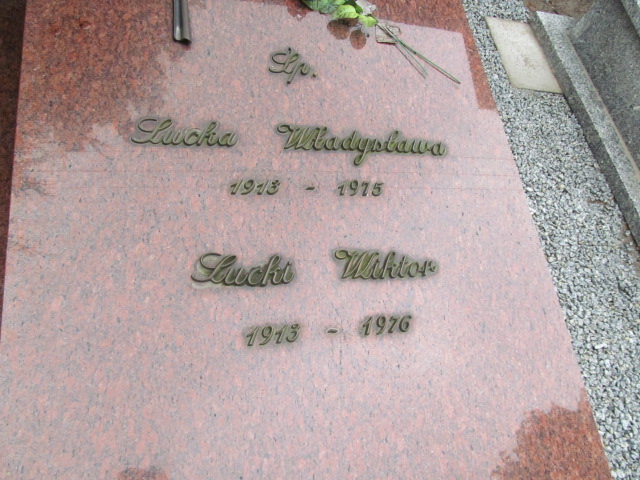 Śp.
Łucka Władysława
1913 - 1975
Łucki Wiktor
1913 - 1976